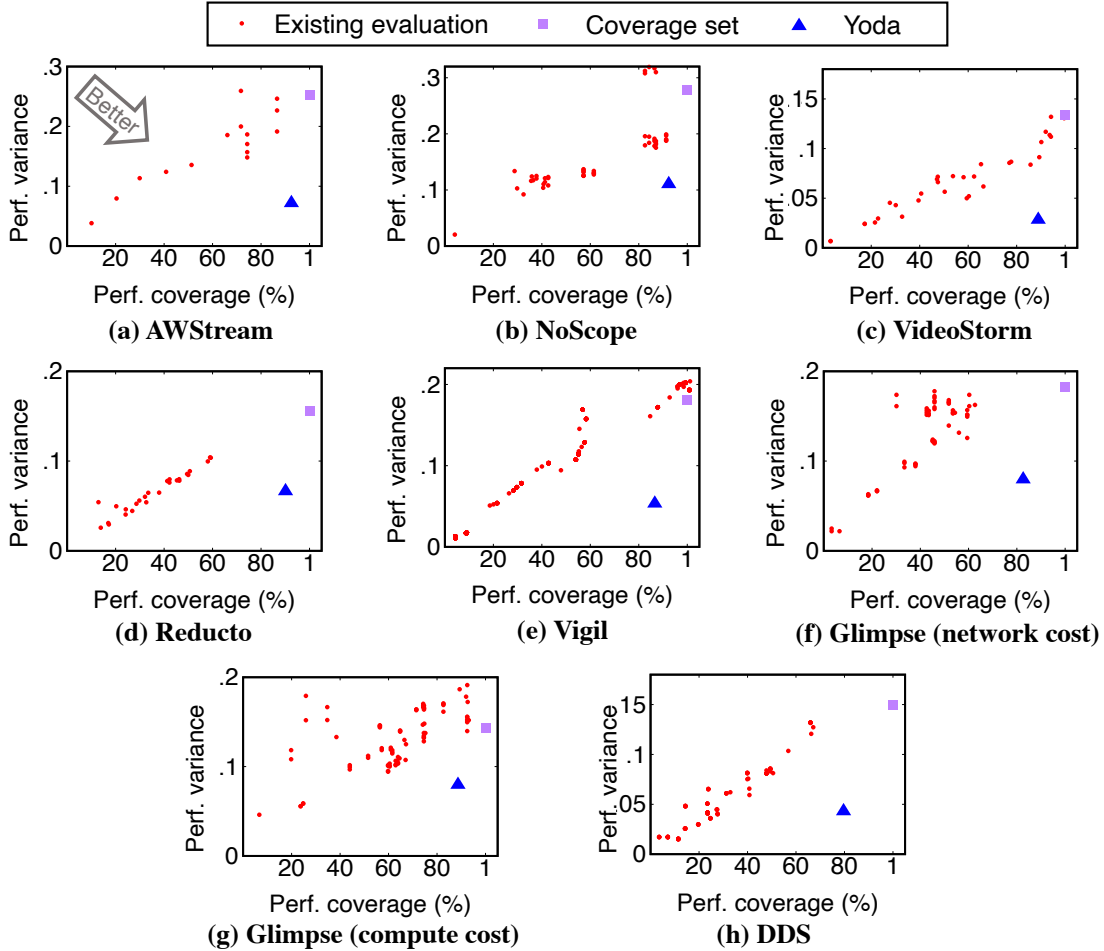 Existing evaluation Coverage set Yoda
.3
.2
.1
0
Perf. variance
Better
20 40 60 80 1
Perf. coverage (%)
(a) AWStream
.3
.2
.1
0
Perf. variance
20 40 60 80 1
Perf. coverage (%)
(b) NoScope
.15
.1
.05
0
Perf. variance
20 40 60 80 1
Perf. coverage (%)
(c) VideoStorm
.2
.1
0
Perf. variance
20 40 60 80 1
Perf. coverage (%)
(d) Reducto
.2
.1
0
Perf. variance
20 40 60 80 1
Perf. coverage (%)
(e) Vigil
.2
.1
0
Perf. variance
20 40 60 80 1
Perf. coverage (%)
(f) Glimpse (network cost)
.2
.1
0
Perf. variance
20 40 60 80 1
Perf. coverage (%)
(g) Glimpse (compute cost)
.15
.1
.05
0
Perf. variance
20 40 60 80 1
Perf. coverage (%)
(h) DDS